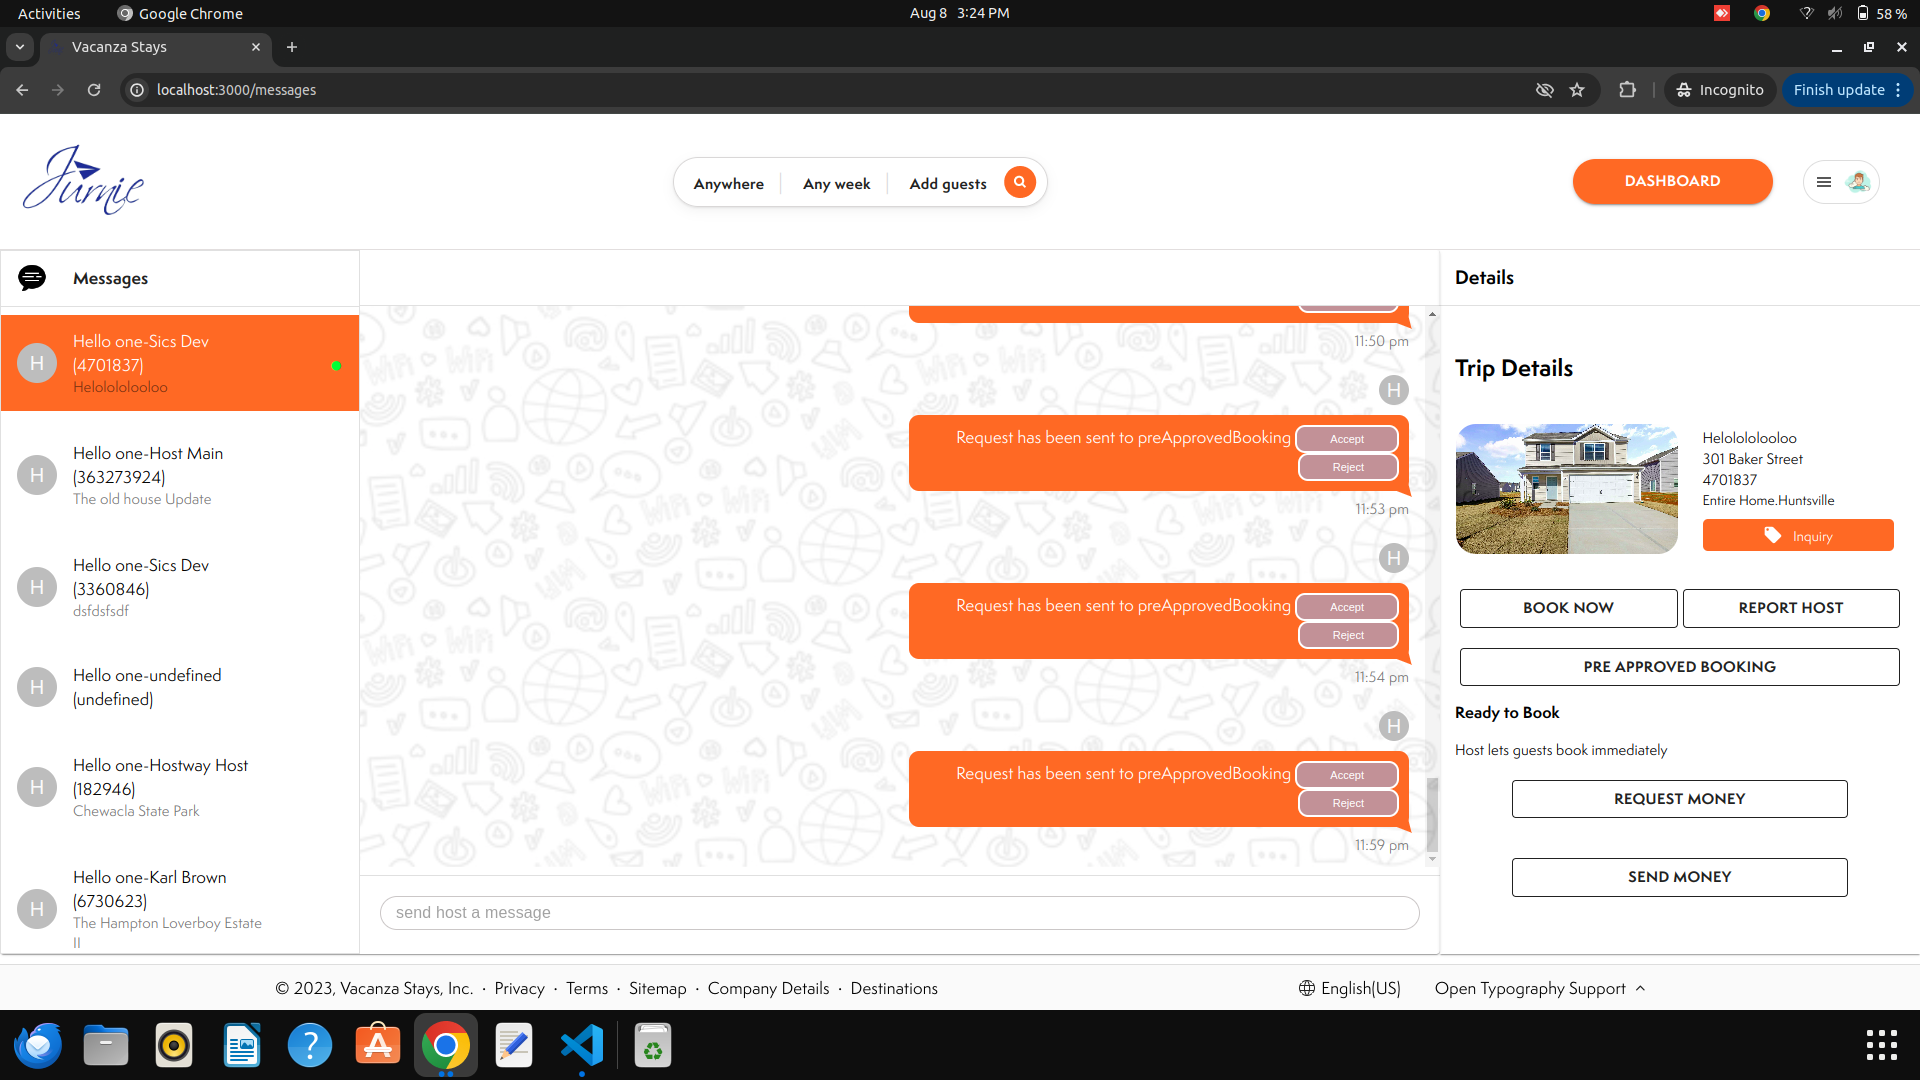 Activities
Google Chrome
Aug 8 3:24 PM
58 %
Vacanza Stays
localhost:3000/messages
Incognito
Finish update
Jurnie
Anywhere
Any week
Add guests
DASHBOARD
Messages
Hello one-Sics Dev
(4701837)
Helolololooloo
Hello one-Host Main
(363273924)
The old house Update
Hello one-Sics Dev
(3360846)
dsfdsfsdf
Hello one-undefined
(undefined)
Hello one-Hostway Host
(182946)
Chewacla State Park
Hello one-Karl Brown
(6730623)
The Hampton Loverboy Estate
II
H
H
H
H
H
H
11:50 pm
H
Request has been sent to preApprovedBooking
Accept
Reject
11:53 pm
H
Request has been sent to preApprovedBooking
Accept
Reject
11:54 pm
H
Request has been sent to preApprovedBooking
Accept
Reject
11:59 pm
send host a message
Details
Trip Details
Helolololooloo
301 Baker Street
4701837
Entire Home.Huntsville
Inquiry
BOOK NOW
REPORT HOST
PRE APPROVED BOOKING
Ready to Book
Host lets guests book immediately
REQUEST MONEY
SEND MONEY
© 2023, Vacanza Stays, Inc. · Privacy · Terms · Sitemap · Company Details · Destinations
English(US)
Open Typography Support